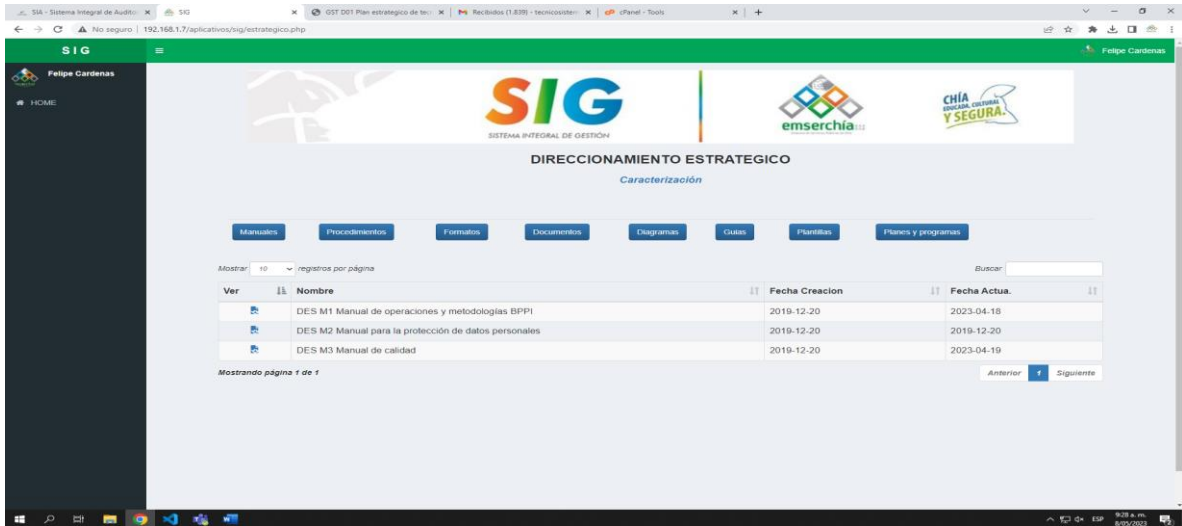 SIA - Sistema Integral de Auditor
SIG
GST D01 Plan estrategico de tec
Recibidos (1.839) - tecnicosistem
cPanel - Tools
No seguro | 192.168.1.7/aplicativos/sig/estrategico.php
SIG
Felipe Cardenas
Felipe Cardenas
HOME
SIG
SISTEMA INTEGRAL DE GESTIÓN
emserchía
CHÍA
EDUCADA, CULTURAL
Y SEGURA.
DIRECCIONAMIENTO ESTRATEGICO
Caracterización
Manuales Procedimientos Formatos Documentos Diagramas Guias Plantillas Planes y programas
Mostrar 10 registros por página Buscar
Ver Nombre Fecha Creacion Fecha Actua.
DES M1 Manual de operaciones y metodologías BPPI 2019-12-20 2023-04-18
DES M2 Manual para la protección de datos personales 2019-12-20 2019-12-20
DES M3 Manual de calidad 2019-12-20 2023-04-19
Mostrando página 1 de 1 Anterior 1 Siguiente
ESP
9:28 a. m.
8/05/2023